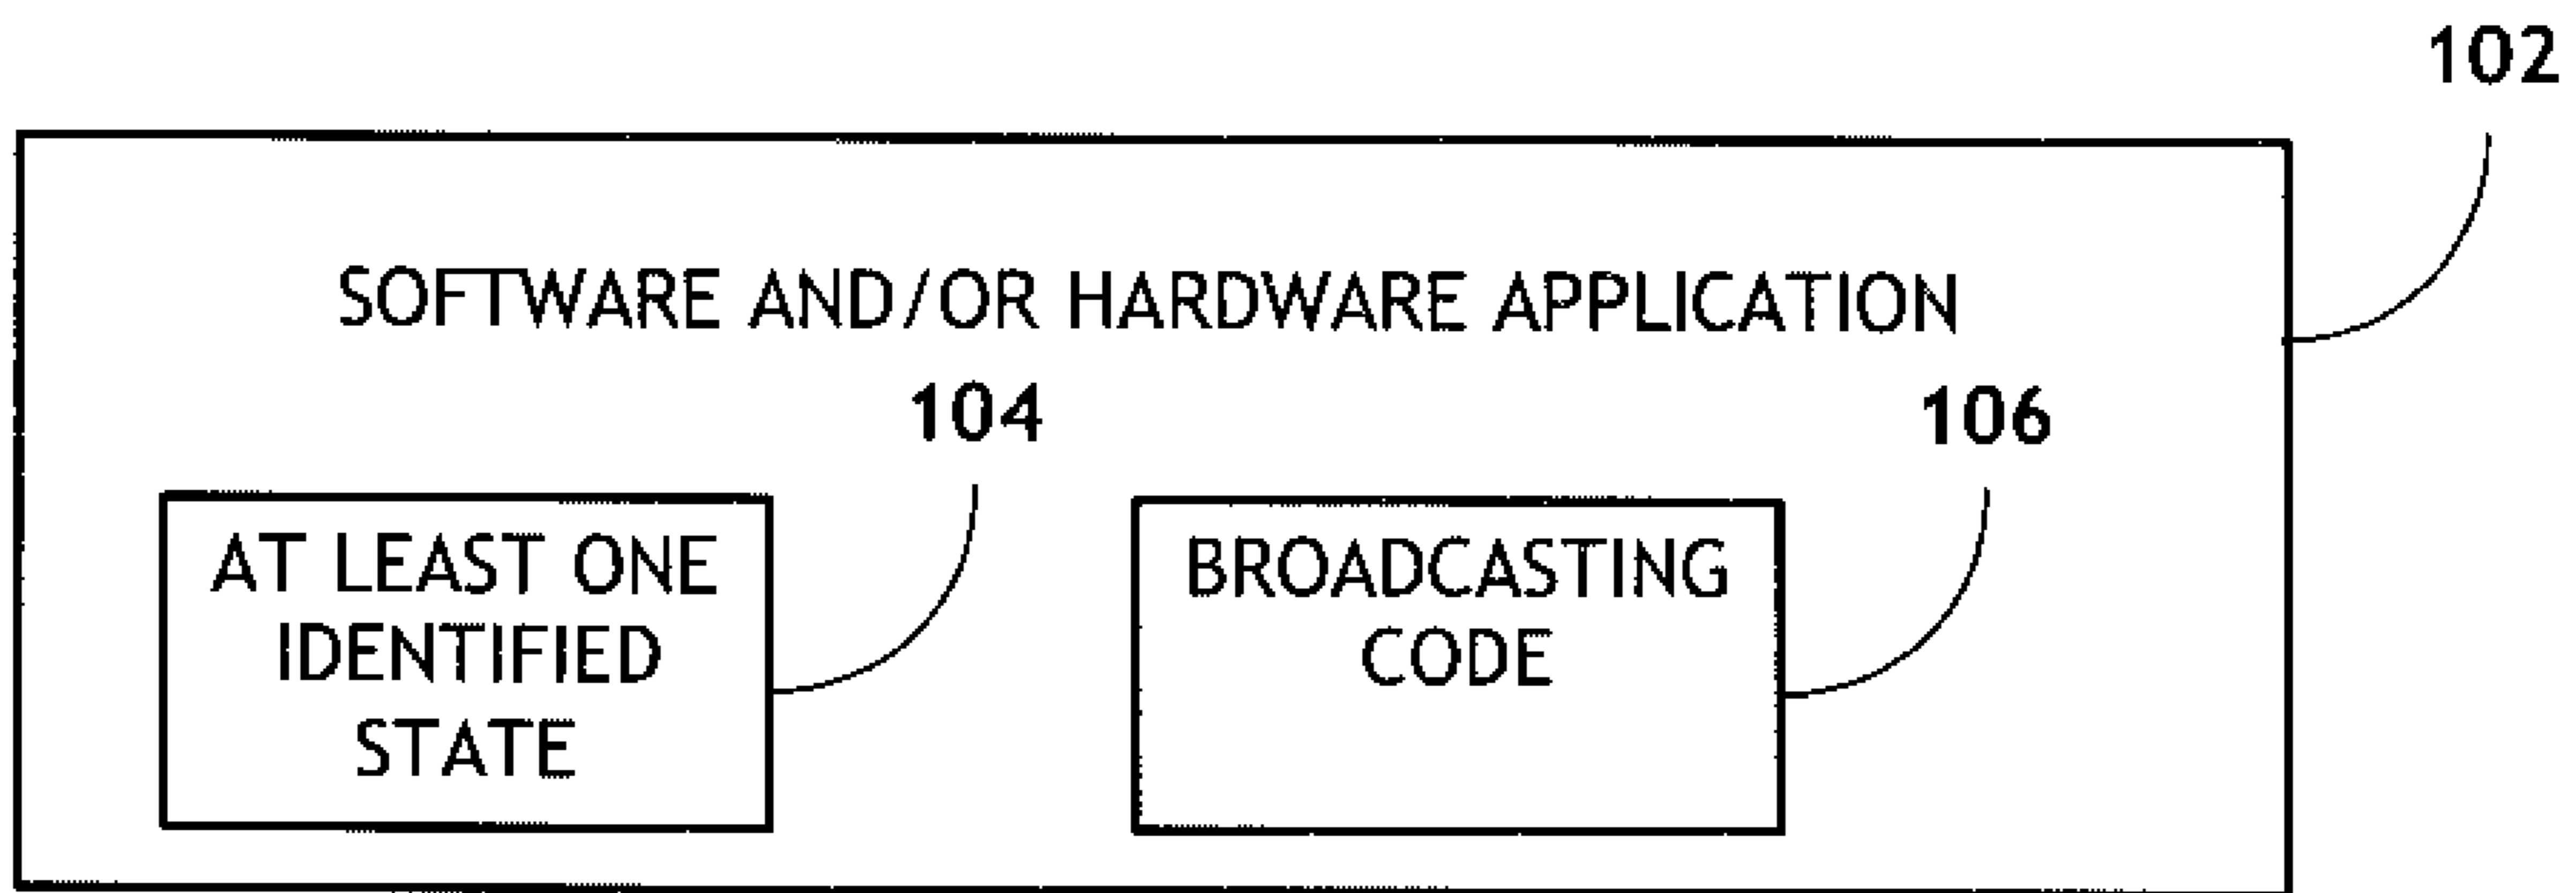 102
SOFTWARE AND/OR HARDWARE APPLICATION
104
106
AT LEAST ONE
IDENTIFIED
STATE
BROADCASTING
CODE